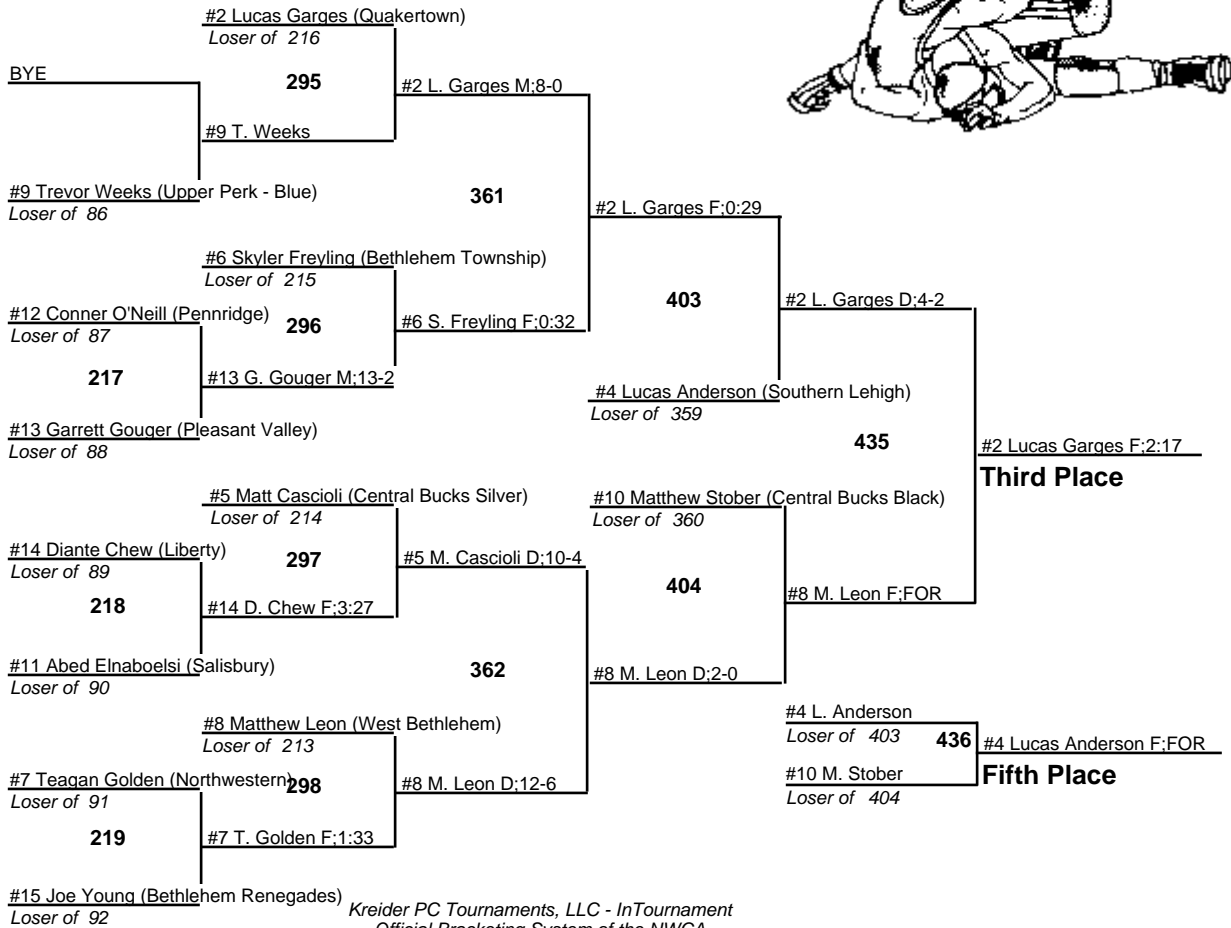 #2 Lucas Garges (Quakertown)
Loser of 216
BYE
295
#2 L. Garges M;8-0
#9 T. Weeks
#9 Trevor Weeks (Upper Perk - Blue)
Loser of 86
361
#2 L. Garges F;0:29
#6 Skyler Freyling (Bethlehem Township)
Loser of 215
#12 Conner O'Neill (Pennridge)
Loser of 87
296
#6 S. Freyling F;0:32
403
#2 L. Garges D;4-2
217
#13 G. Gouger M;13-2
#4 Lucas Anderson (Southern Lehigh)
Loser of 359
#13 Garrett Gouger (Pleasant Valley)
Loser of 88
435
#2 Lucas Garges F;2:17
Third Place
#5 Matt Cascioli (Central Bucks Silver)
Loser of 214
#10 Matthew Stober (Central Bucks Black)
Loser of 360
#14 Diante Chew (Liberty)
Loser of 89
297
#5 M. Cascioli D;10-4
404
218
#14 D. Chew F;3:27
#8 M. Leon F;FOR
#11 Abed Elnaboelsi (Salisbury)
Loser of 90
362
#8 M. Leon D;2-0
#8 Matthew Leon (West Bethlehem)
Loser of 213
#4 L. Anderson
Loser of 403
436
#4 Lucas Anderson F;FOR
Fifth Place
#10 M. Stober
Loser of 404
#7 Teagan Golden (Northwestern)
Loser of 91
298
#8 M. Leon D;12-6
219
#7 T. Golden F;1:33
#15 Joe Young (Bethlehem Renegades)
Loser of 92
Kreider PC Tournaments, LLC - InTournament
Official Bracketing System of the NWCA